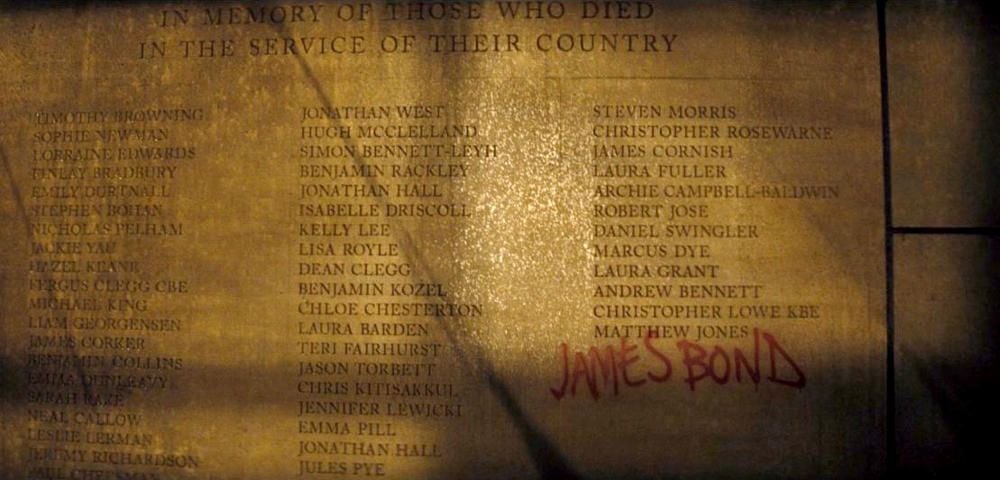 IN MEMORY OF THOSE WHO DIED
IN THE SERVICE OF THEIR COUNTRY
TIMOTHY BROWNING
SOPHIE NEWMAN
LORRAINE EDWARDS
FINLAY BRADBURY
EMILY DURTNALL
STEPHEN BOHAN
NICHOLAS PELHAM
JACKIE YAU
HAZEL KEANE
FERGUS CLEGG CBE
MICHAEL KING
LIAM GEORGENSEN
JAMES CORKER
BENJAMIN COLLINS
EMMA DUNLEAVY
SARAH RAKE
NEAL CALLOW
LESLIE LERMAN
JEREMY RICHARDSON
PAUL
JONATHAN WEST
HUGH MCCLELLAND
SIMON BENNETT-LEYH
BENJAMIN RACKLEY
JONATHAN HALL
ISABELLE DRISCOLL
KELLY LEE
LISA ROYLE
DEAN CLEGG
BENJAMIN KOZEL
CHLOE CHESTERTON
LAURA BARDEN
TERI FAIRHURST
JASON TORBETT
CHRIS KITISAKKUL
JENNIFER LEWICKI
EMMA PILL
JONATHAN HALL
JULES PYE
STEVEN MORRIS
CHRISTOPHER ROSEWARNE
JAMES CORNISH
LAURA FULLER
ARCHIE CAMPBELL-BALDWIN
ROBERT JOSE
DANIEL SWINGLER
MARCUS DYE
LAURA GRANT
ANDREW BENNETT
CHRISTOPHER LOWE KBE
MATTHEW JONES
JAMES BOND